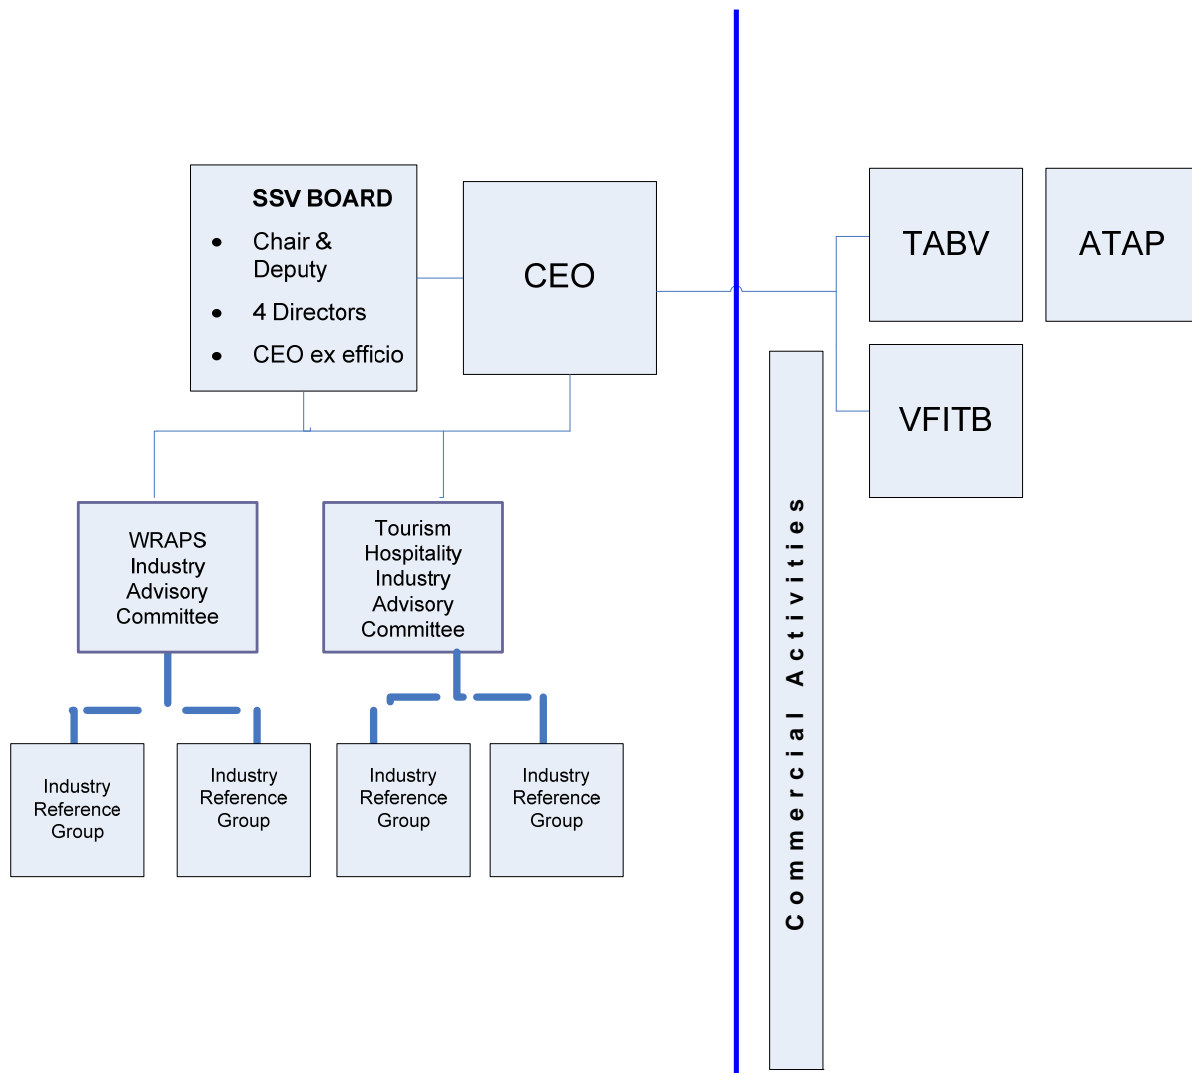 SSV BOARD
• Chair &
Deputy
• 4 Directors
• CEO ex efficio
CEO
TABV
ATAP
VFITB
WRAPS
Industry
Advisory
Committee
Tourism
Hospitality
Industry
Advisory
Committee
Industry
Reference
Group
Industry
Reference
Group
Industry
Reference
Group
Industry
Reference
Group
Commmercial Activities